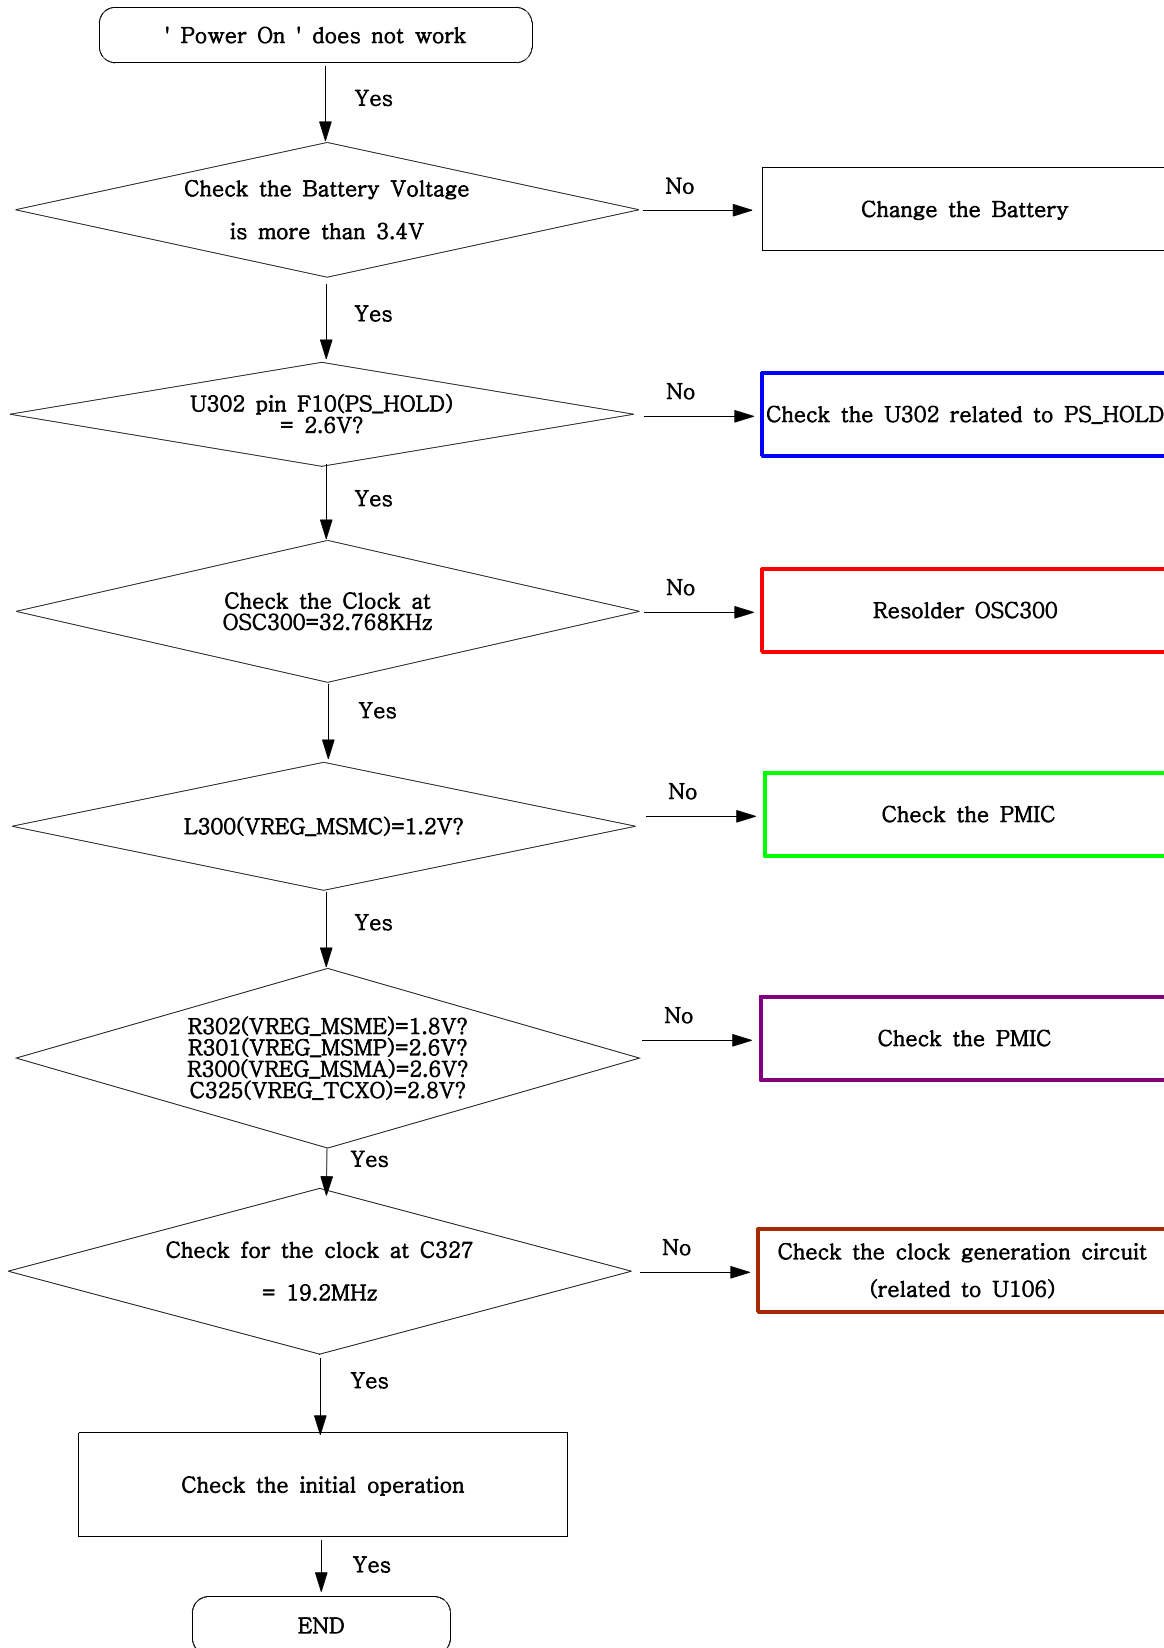 ' Power On ' does not work
Yes
Check the Battery Voltage
is more than 3.4V
No
Change the Battery
Yes
U302 pin F10(PS_HOLD)
= 2.6V?
No
Check the U302 related to PS_HOLD
Yes
Check the Clock at
OSC300=32.768KHz
No
Resolder OSC300
Yes
L300(VREG_MSMC)=1.2V?
No
Check the PMIC
Yes
R302(VREG_MSME)=1.8V?
R301(VREG_MSMP)=2.6V?
R300(VREG_MSMA)=2.6V?
C325(VREG_TCXO)=2.8V?
No
Check the PMIC
Yes
Check for the clock at C327
= 19.2MHz
No
Check the clock generation circuit
(related to U106)
Yes
Check the initial operation
Yes
END